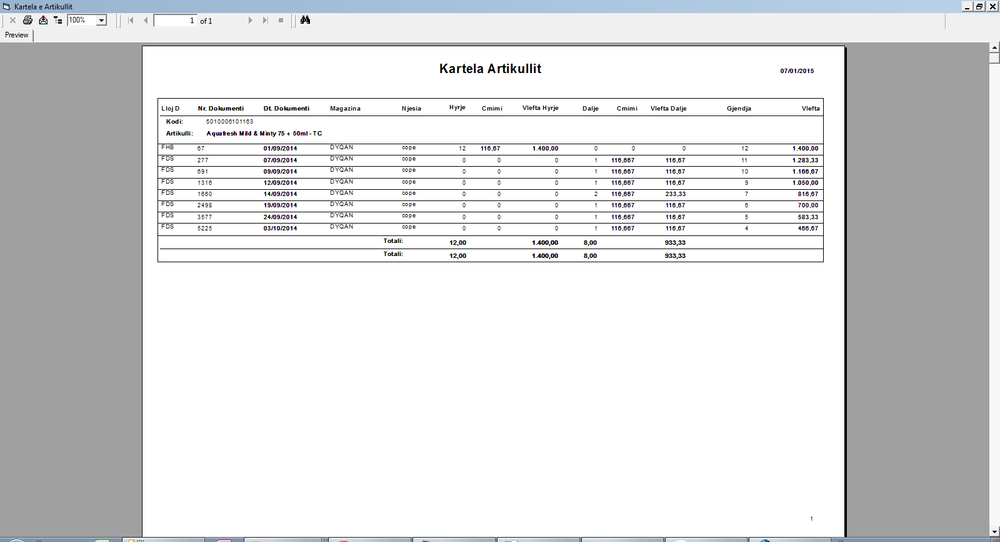 Kartela e Artikullit
100% 1 of 1
Preview
Kartela Artikullit 07/01/2015
Lloj D Nr. Dokumenti Dt. Dokumenti Magazina Njesia Hyrje Cmimi Vlefta Hyrje Dalje Cmimi Vlefta Dalje Gjendja Vlefta
Kodi: 5010006101163
Artikulli: Aquafresh Mild & Minty 75 + 50ml - TC
FHB 67 01/09/2014 DYQAN cope 12 116,67 1.400,00 0 0 0 12 1.400,00
FDS 277 07/09/2014 DYQAN cope 0 0 0 1 116,667 116,67 11 1.283,33
FDS 691 09/09/2014 DYQAN cope 0 0 0 1 116,667 116,67 10 1.166,67
FDS 1316 12/09/2014 DYQAN cope 0 0 0 1 116,667 116,67 9 1.050,00
FDS 1660 14/09/2014 DYQAN cope 0 0 0 2 116,667 233,33 7 816,67
FDS 2498 19/09/2014 DYQAN cope 0 0 0 1 116,667 116,67 6 700,00
FDS 3577 24/09/2014 DYQAN cope 0 0 0 1 116,667 116,67 5 583,33
FDS 5225 03/10/2014 DYQAN cope 0 0 0 1 116,667 116,67 4 466,67
Totali: 12,00 1.400,00 8,00 933,33
Totali: 12,00 1.400,00 8,00 933,33
1